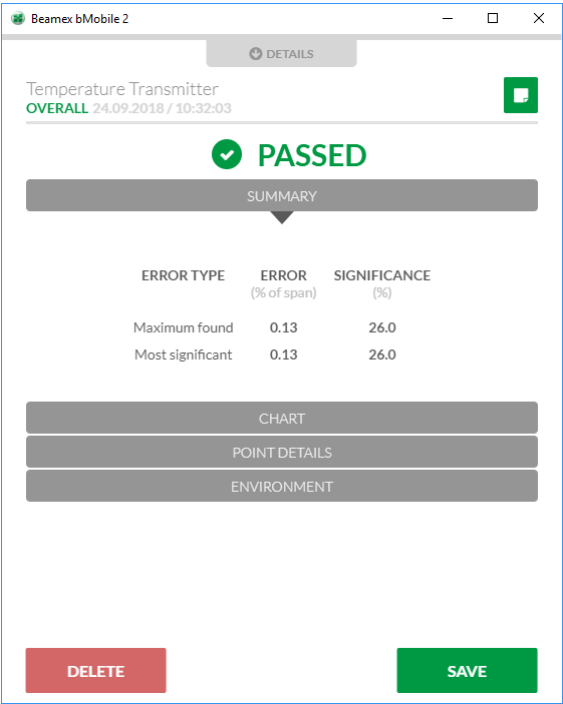 Beamex bMobile 2
DETAILS
Temperature Transmitter
OVERALL 24.09.2018 / 10:32:03
PASSED
SUMMARY
ERROR TYPE ERROR SIGNIFICANCE
(% of span) (%)
Maximum found 0.13 26.0
Most significant 0.13 26.0
CHART
POINT DETAILS
ENVIRONMENT
DELETE SAVE